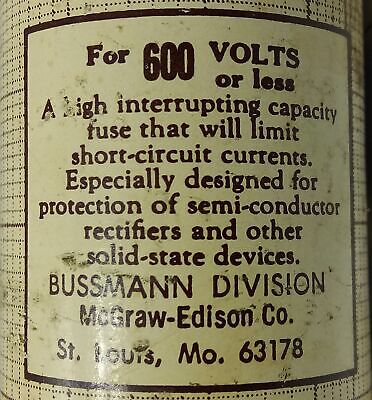 For 600 VOLTS
or less
A high interrupting capacity
fuse that will limit
short-circuit currents.
Especially designed for
protection of semi-conductor
rectifiers and other
solid-state devices.
BUSSMANN DIVISION
McGraw-Edison Co.
St. Louis, Mo. 63178